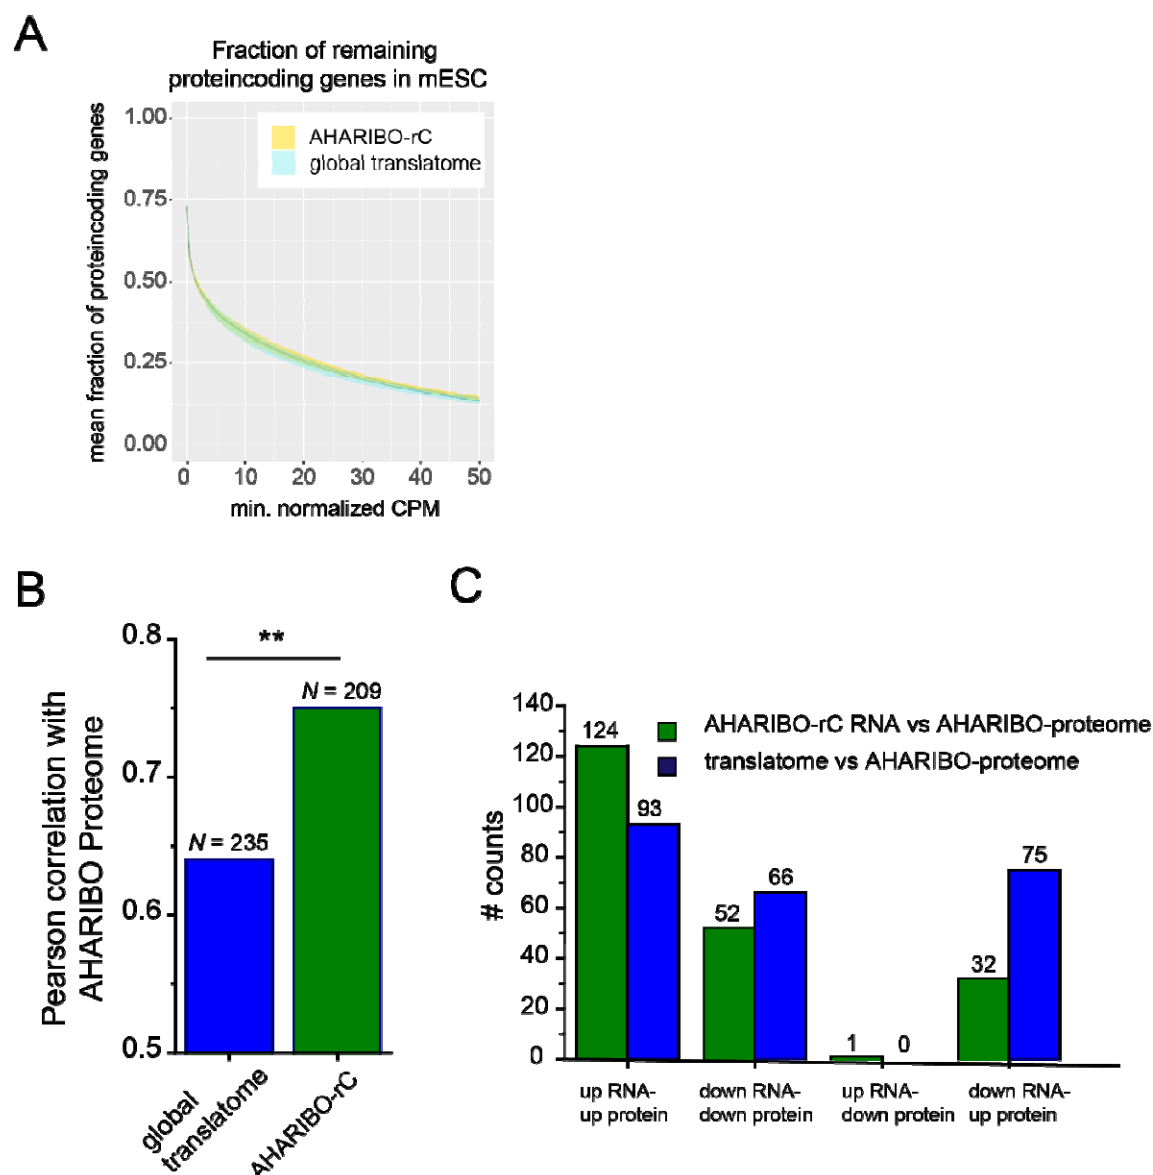 A
Fraction of remaining
proteincoding genes in mESC
mean fraction of proteincoding genes
1.00
0.75
0.50
0.25
0.00
AHARIBO-rC
global translatome
0 10 20 30 40 50
min. normalized CPM
B
Pearson correlation with
AHARIBO Proteome
0.8
0.7
0.6
0.5
**
N = 235
N = 209
global
translatome
AHARIBO-rC
C
# counts
140
120
100
80
60
40
20
0
AHARIBO-rC RNA vs AHARIBO-proteome
translatome vs AHARIBO-proteome
124
93
52
66
1
0
32
75
up RNA-
up protein
down RNA-
down protein
up RNA-
down protein
down RNA-
up protein